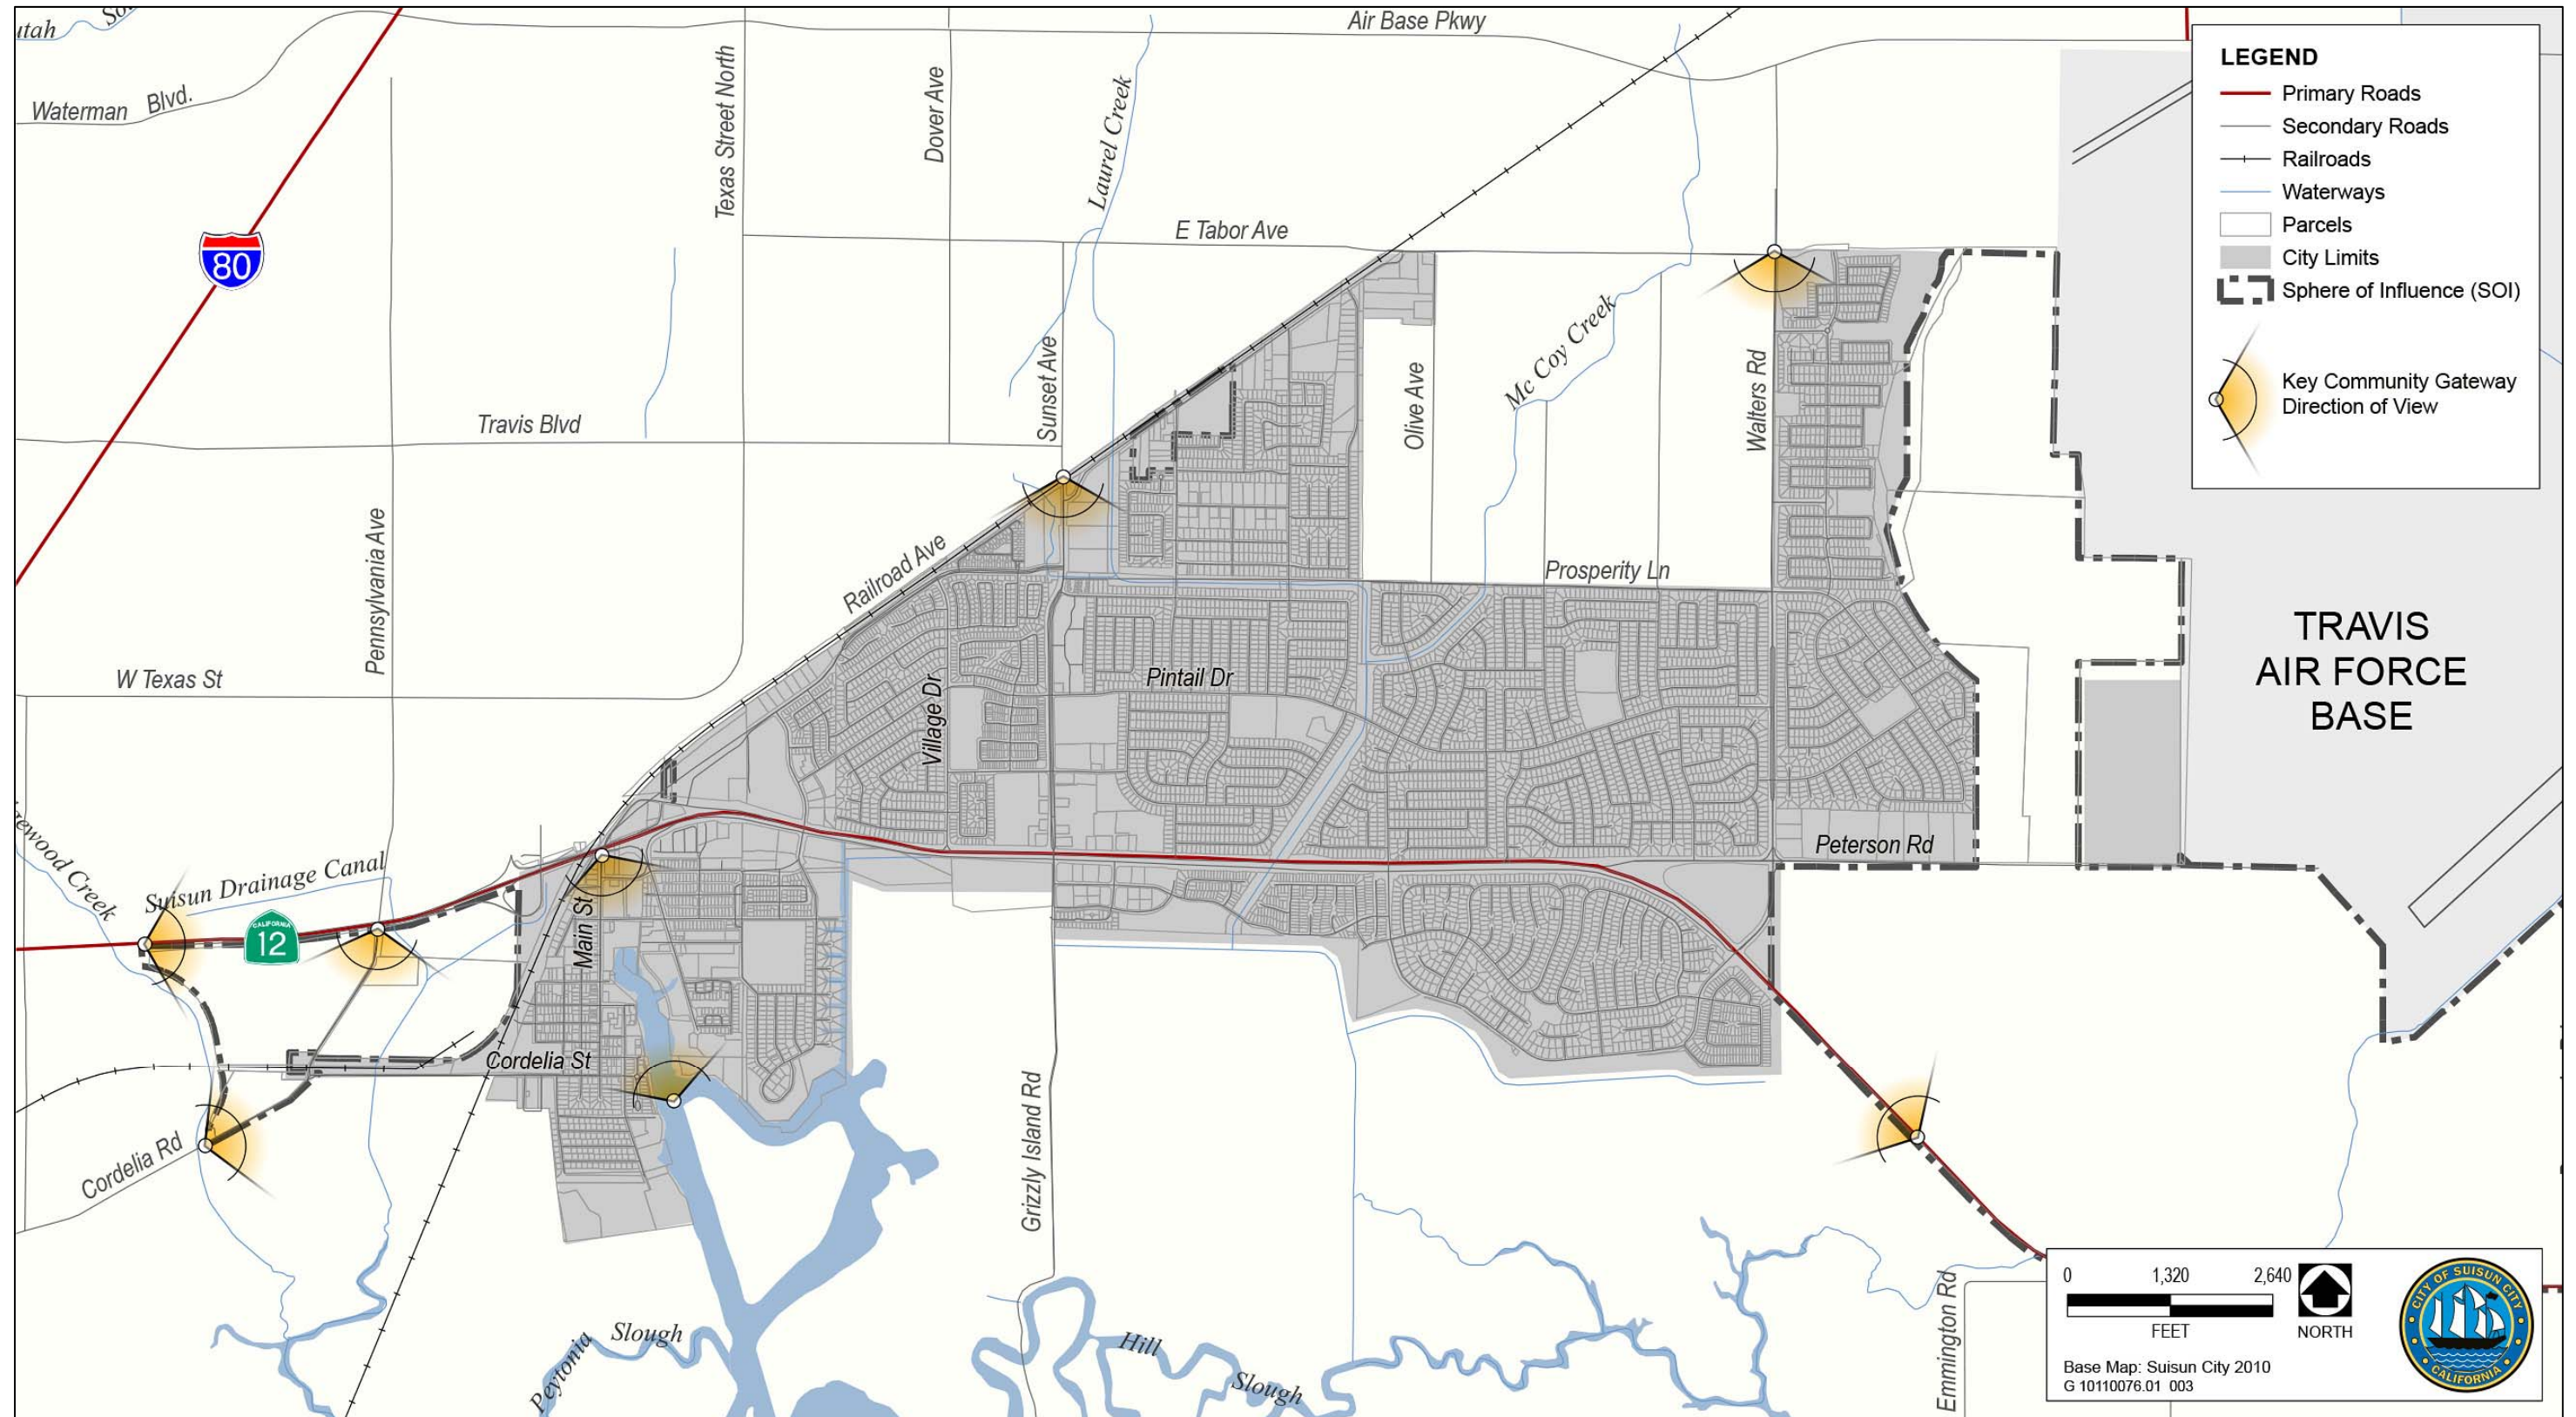 utah
Air Base Pkwy
Waterman Blvd.
Texas Street North
Dover Ave
Laurel Creek
E Tabor Ave
80
Sunset Ave
Olive Ave
Mc Coy Creek
Walters Rd
Travis Blvd
Pennsylvania Ave
Railroad Ave
Prosperity Ln
W Texas St
Village Dr
Pintail Dr
TRAVIS
AIR FORCE
BASE
Peterson Rd
ewood Creek
Suisun Drainage Canal
CALIFORNIA
12
Main St
Cordelia St
Cordelia Rd
Grizzly Island Rd
Peytonia Slough
Hill Slough
Emmington Rd
LEGEND
Primary Roads
Secondary Roads
Railroads
Waterways
Parcels
City Limits
Sphere of Influence (SOI)
Key Community Gateway
Direction of View
0 1,320 2,640
FEET
NORTH
Base Map: Suisun City 2010
G 10110076.01 003
CITY OF SUISUN CITY
CALIFORNIA